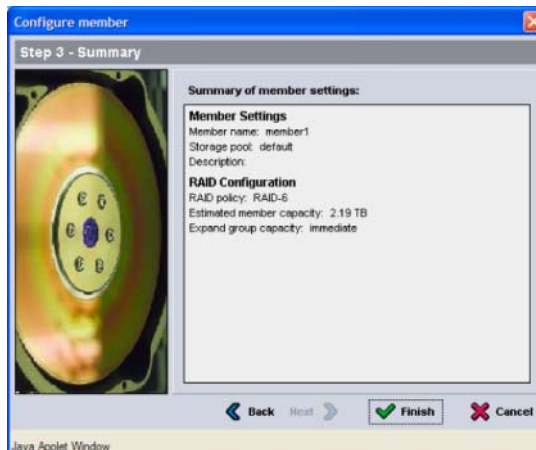 Configure member
Step 3 - Summary
Summary of member settings:
Member Settings
Member name: member1
Storage pool: default
Description:
RAID Configuration
RAID policy: RAID-6
Estimated member capacity: 2.19 TB
Expand group capacity: immediate
Back Next Finish Cancel
Java Applet Window